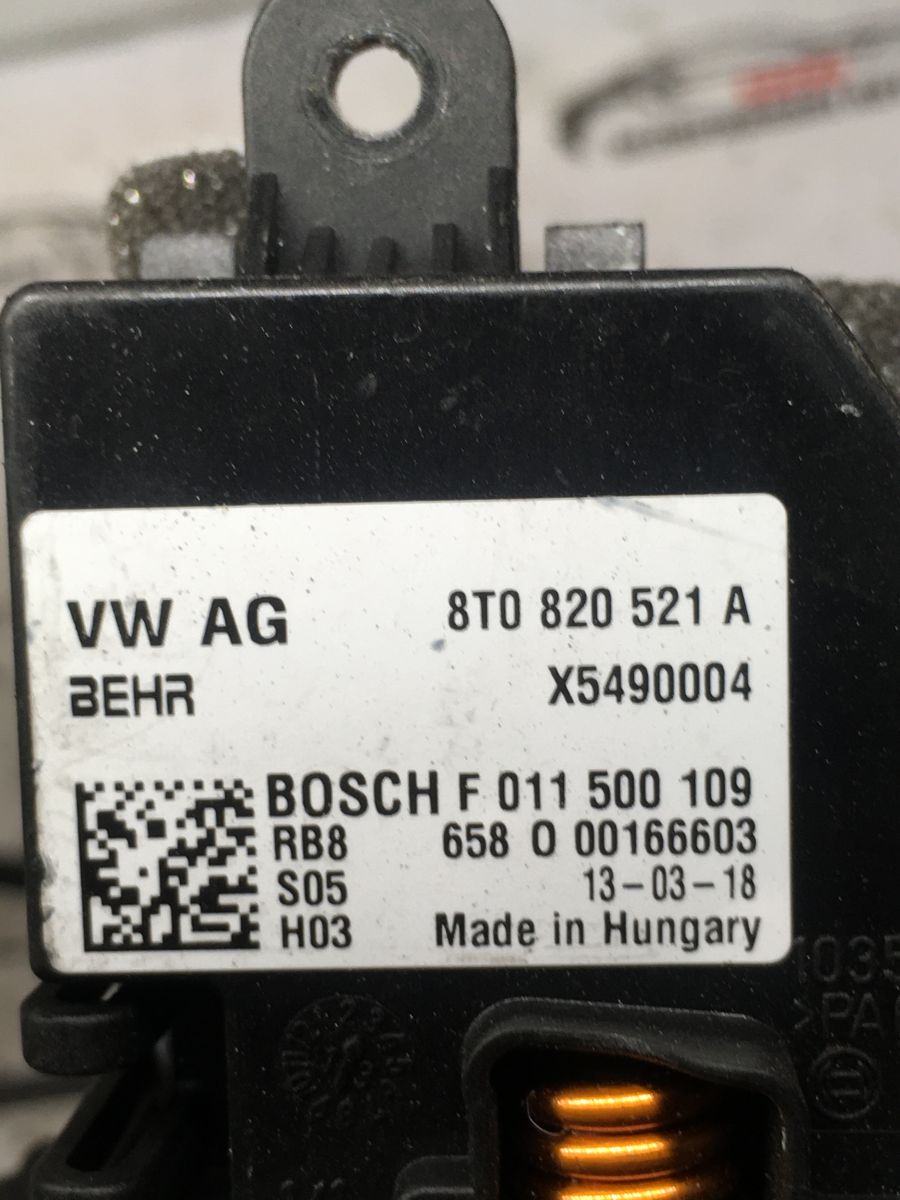 VW AG 8T0 820 521 A
BEHR X5490004
BOSCH F 011 500 109
RB8 658 O 00166603
S05 13-03-18
H03 Made in Hungary